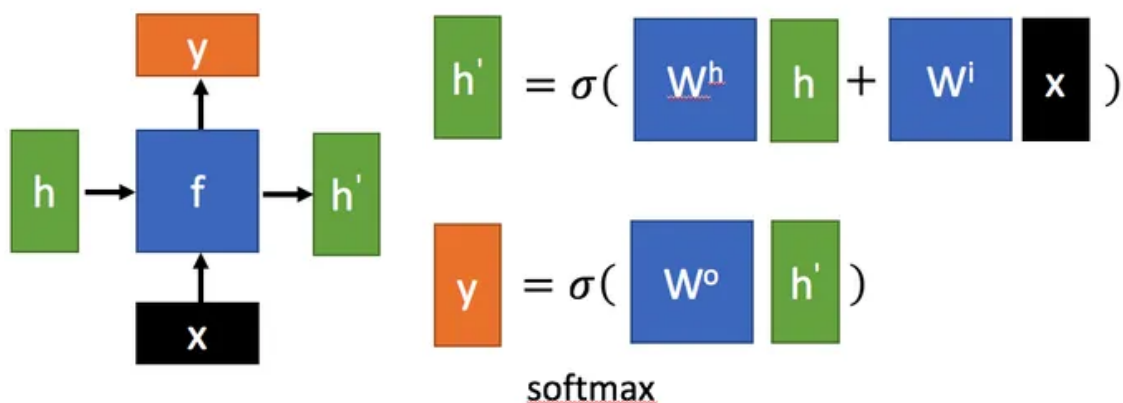 y
h
f
h'
x
h' = σ( Wʰ h + Wⁱ x )
y = σ( Wᵒ h' )
softmax